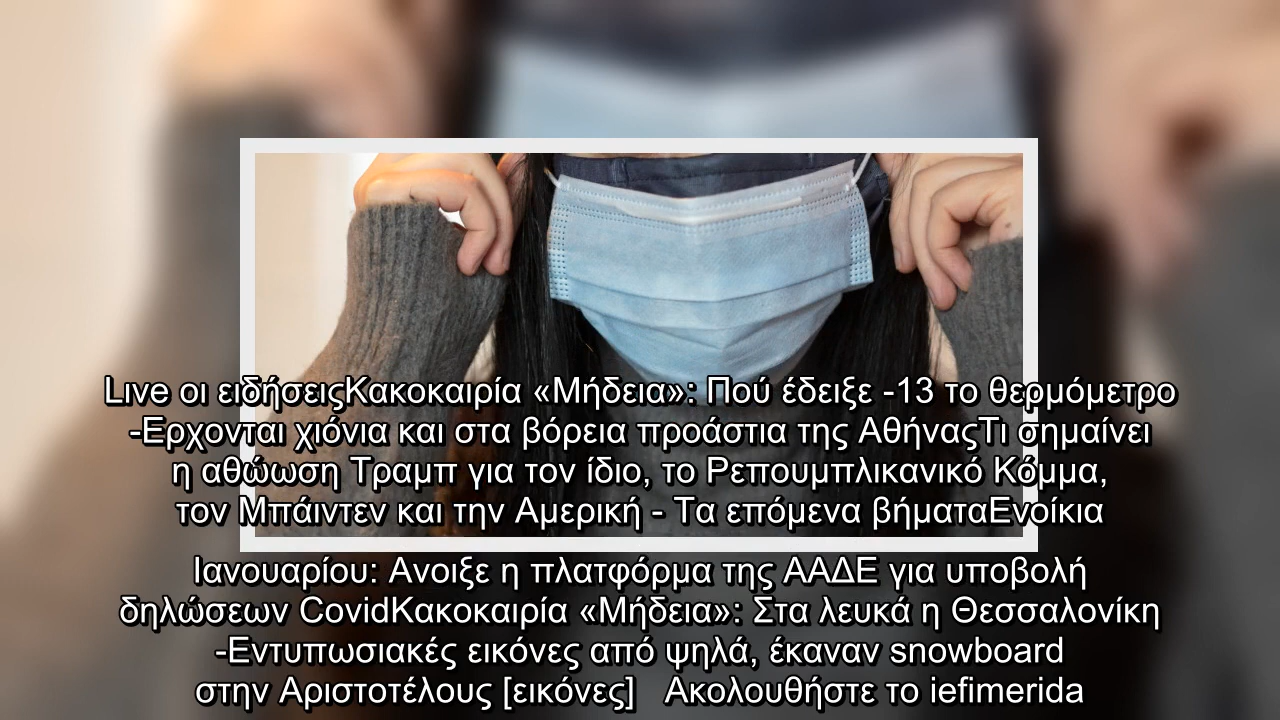 Lιve οι ειδήσειςΚακοκαιρία «Μήδεια»: Πού έδειξε -13 το θερμόμετρο
-Ερχονται χιόνια και στα βόρεια προάστια της ΑθήναςΤι σημαίνει
η αθώωση Τραμπ για τον ίδιο, το Ρεπουμπλικανικό Κόμμα,
τον Μπάιντεν και την Αμερική - Τα επόμενα βήματαΕνοίκια
Ιανουαρίου: Ανοιξε η πλατφόρμα της ΑΑΔΕ για υποβολή
δηλώσεων CovidΚακοκαιρία «Μήδεια»: Στα λευκά η Θεσσαλονίκη
-Εντυπωσιακές εικόνες από ψηλά, έκαναν snowboard
στην Αριστοτέλους [εικόνες] Ακολουθήστε το iefimerida